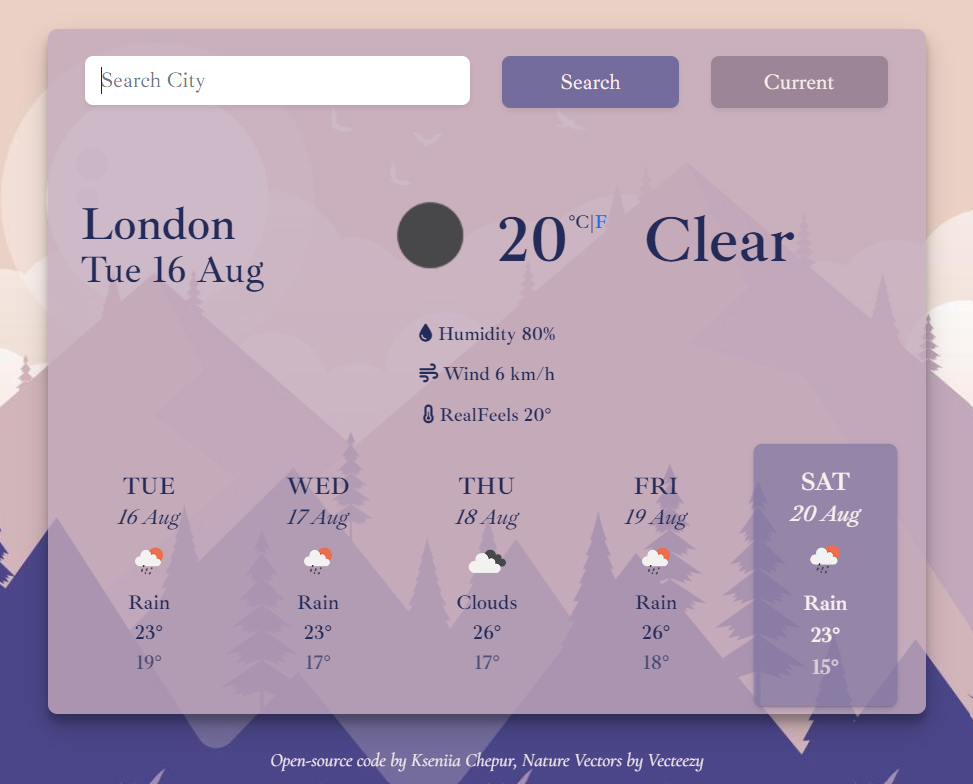 Search City
Search
Current
London
Tue 16 Aug
20°C|F
Clear
Humidity 80%
Wind 6 km/h
RealFeels 20°
TUE
16 Aug
Rain
23°
19°
WED
17 Aug
Rain
23°
17°
THU
18 Aug
Clouds
26°
17°
FRI
19 Aug
Rain
26°
18°
SAT
20 Aug
Rain
23°
15°
Open-source code by Kseniia Chepur, Nature Vectors by Vecteezy